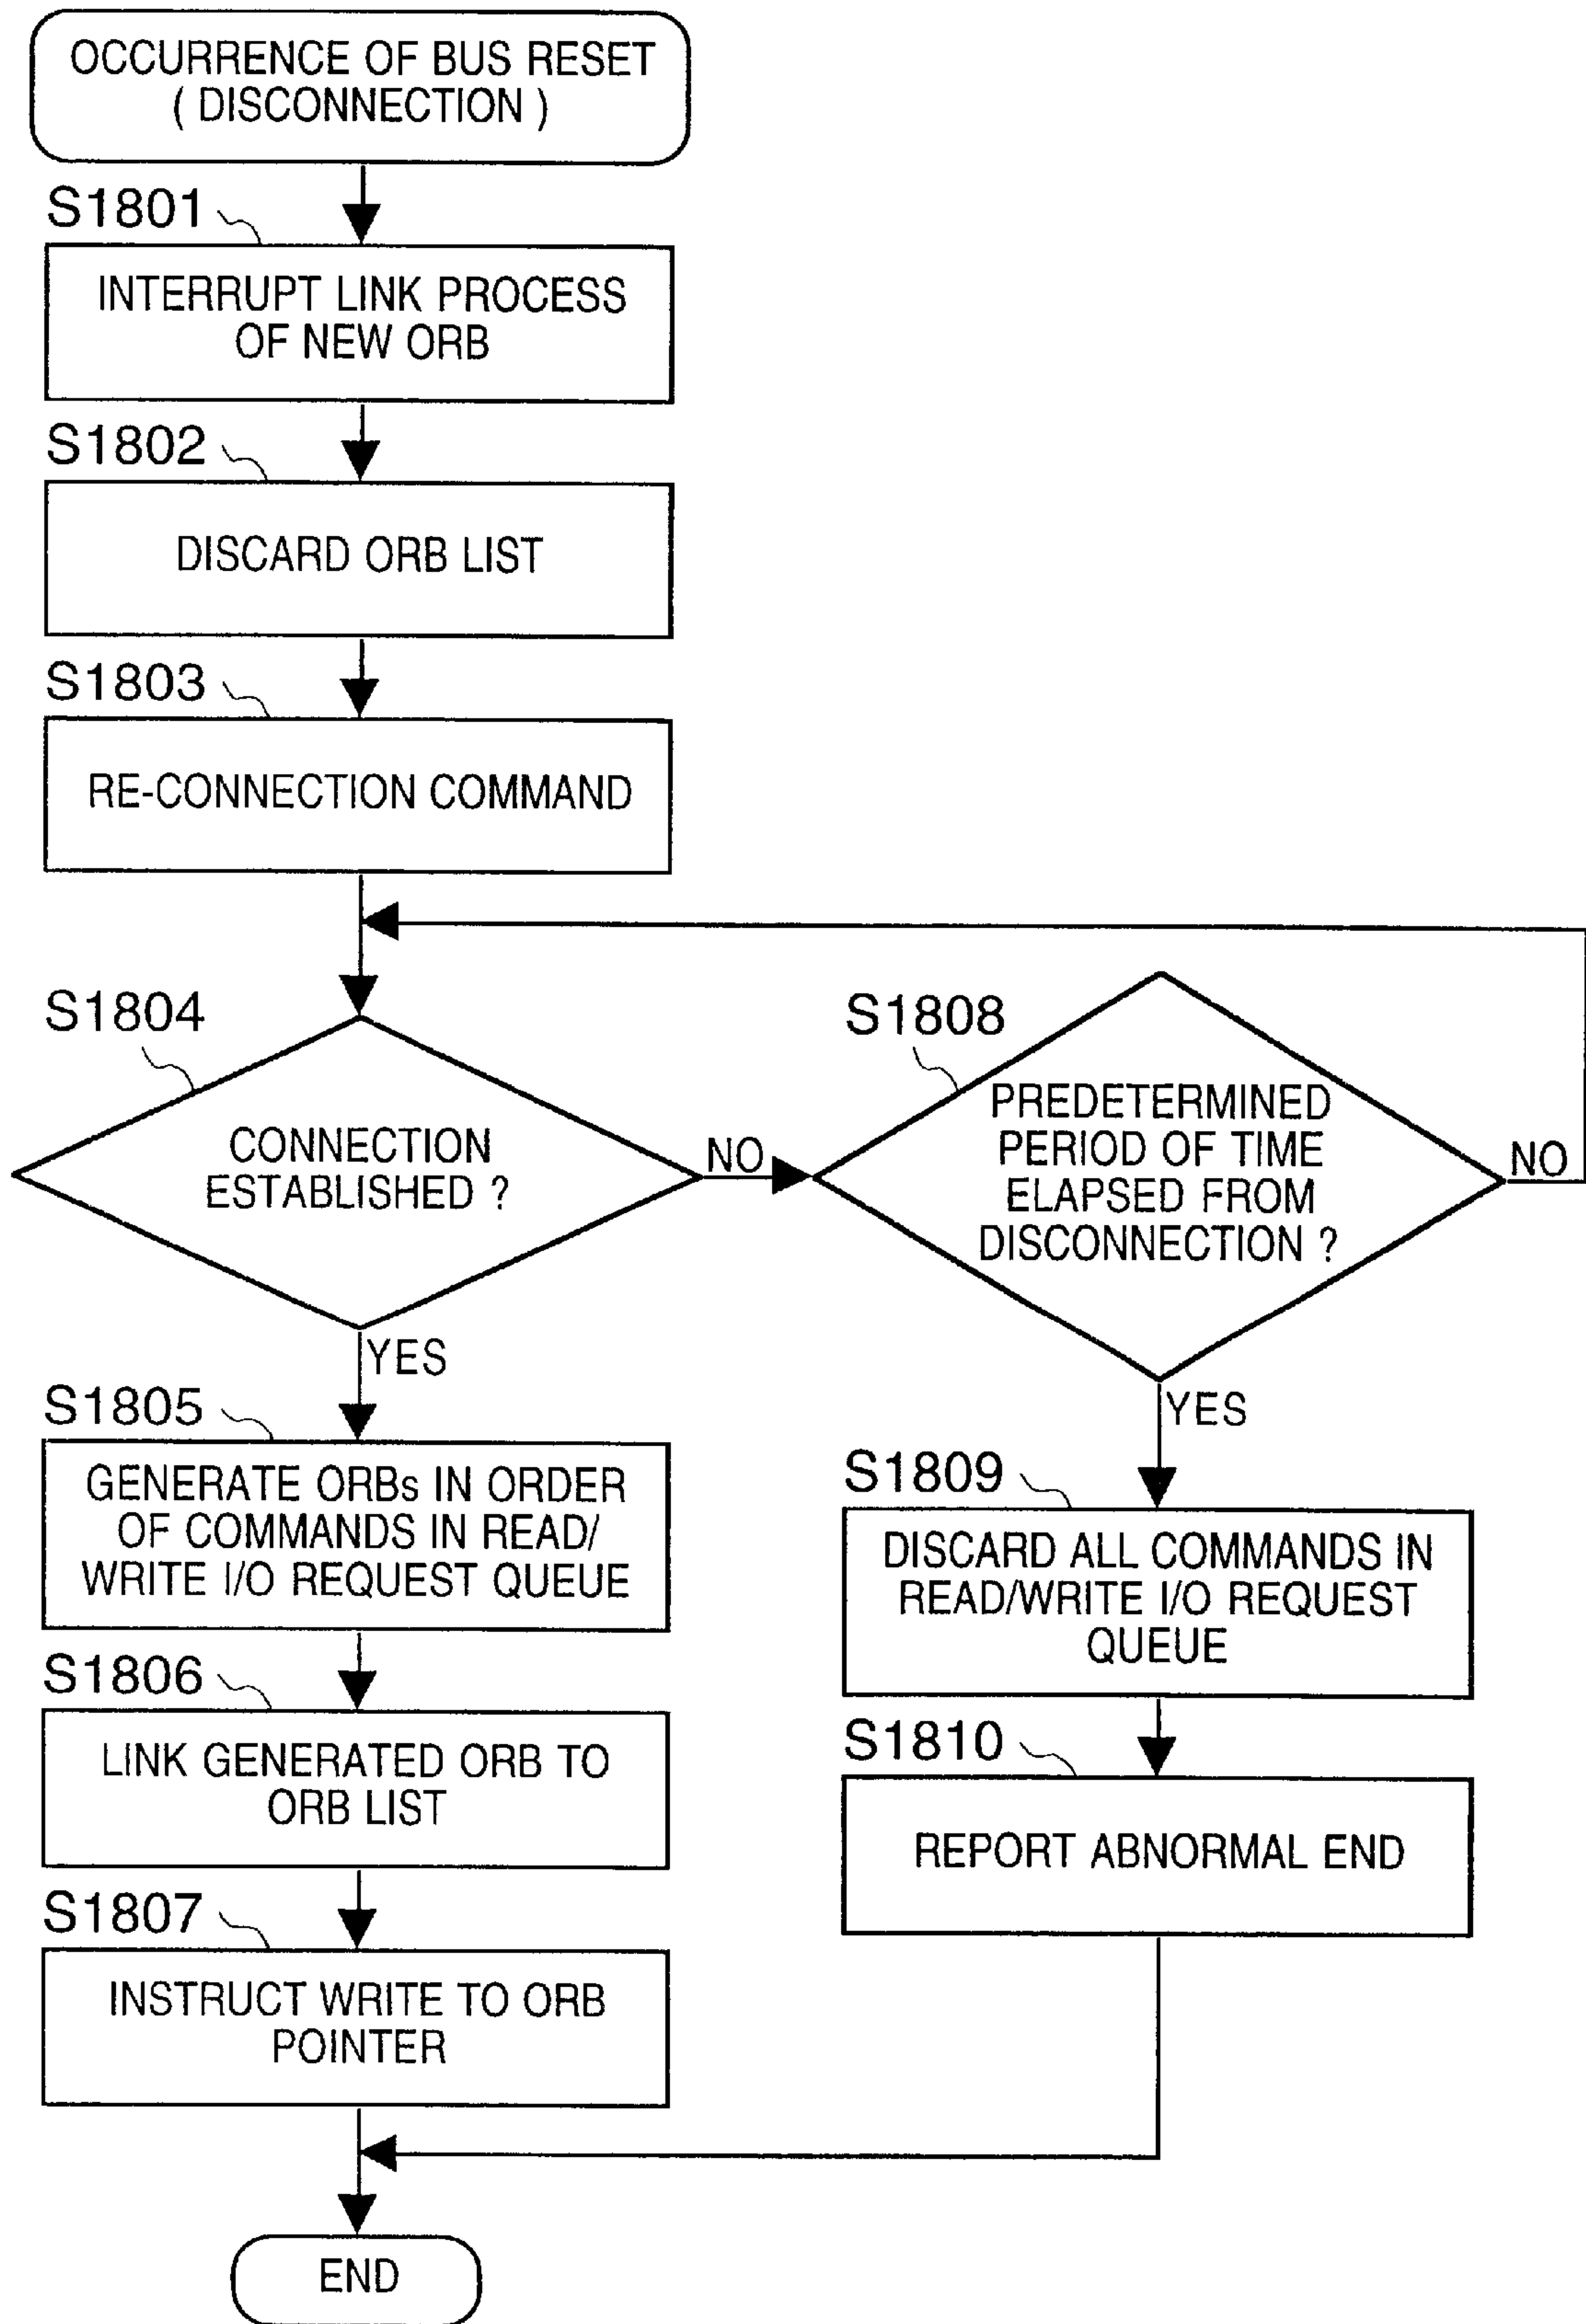 OCCURRENCE OF BUS RESET
( DISCONNECTION )
S1801
INTERRUPT LINK PROCESS
OF NEW ORB
S1802
DISCARD ORB LIST
S1803
RE-CONNECTION COMMAND
S1804
CONNECTION
ESTABLISHED ?
NO
YES
S1808
PREDETERMINED
PERIOD OF TIME
ELAPSED FROM
DISCONNECTION ?
NO
YES
S1805
GENERATE ORBs IN ORDER
OF COMMANDS IN READ/
WRITE I/O REQUEST QUEUE
S1806
LINK GENERATED ORB TO
ORB LIST
S1807
INSTRUCT WRITE TO ORB
POINTER
S1809
DISCARD ALL COMMANDS IN
READ/WRITE I/O REQUEST
QUEUE
S1810
REPORT ABNORMAL END
END